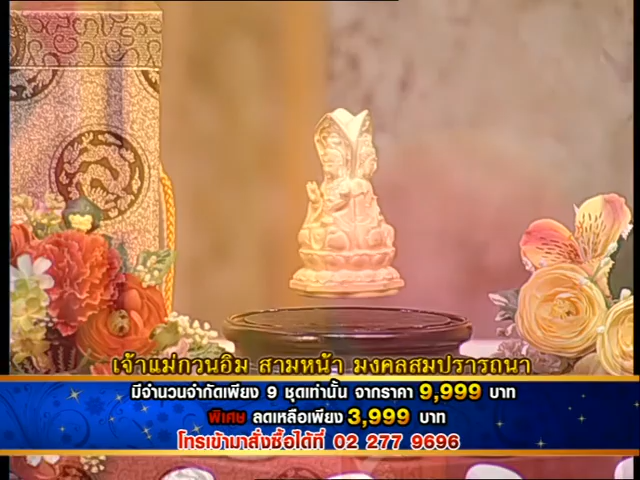 เจ้าแม่กวนอิม สามหน้า มงคลสมปรารถนา
มีจำนวนจำกัดเพียง 9 ชุดเท่านั้น จากราคา 9,999 บาท
พิเศษ ลดเหลือเพียง 3,999 บาท
โทรเข้ามาสั่งซื้อได้ที่ 02 277 9696